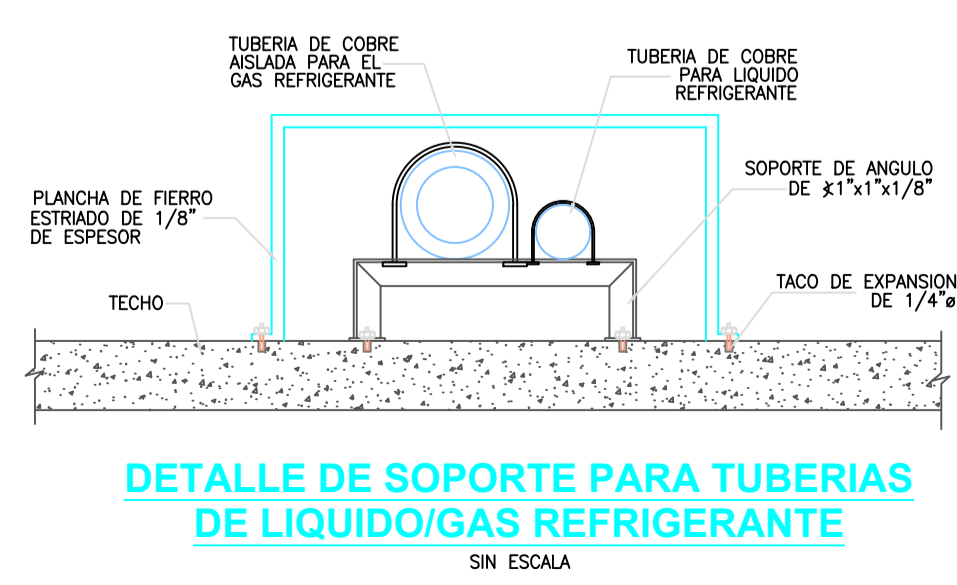 TUBERIA DE COBRE
AISLADA PARA EL
GAS REFRIGERANTE
TUBERIA DE COBRE
PARA LIQUIDO
REFRIGERANTE
SOPORTE DE ANGULO
DE ∡1"x1"x1/8"
PLANCHA DE FIERRO
ESTRIADO DE 1/8"
DE ESPESOR
TACO DE EXPANSION
DE 1/4"ø
TECHO
DETALLE DE SOPORTE PARA TUBERIAS
DE LIQUIDO/GAS REFRIGERANTE
SIN ESCALA